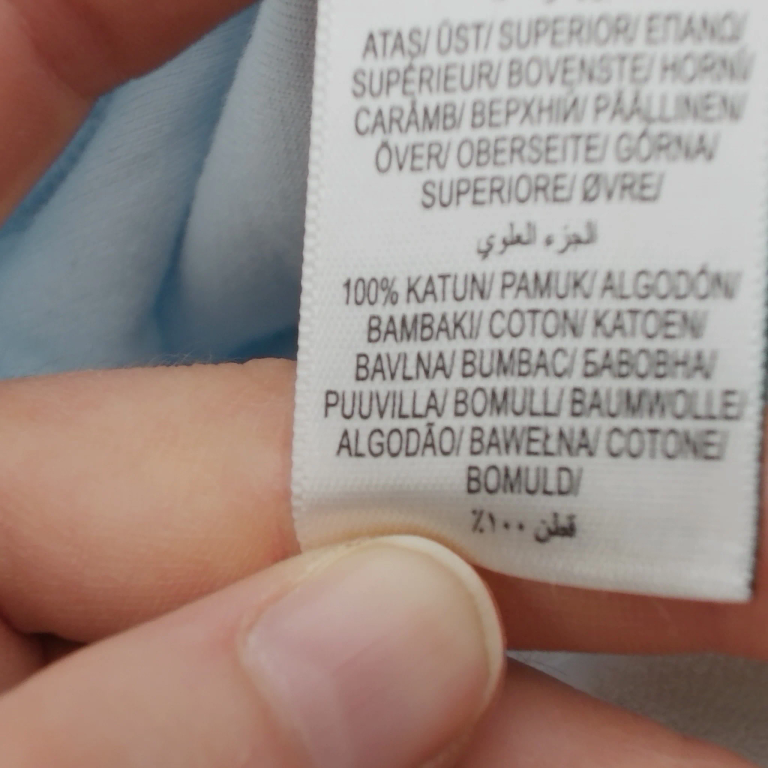 ATAS/ ÜST/ SUPERIOR/ ΕΠΑΝΩ/
SUPÉRIEUR/ BOVENSTE/ HORNÍ/
CARÂMB/ ВЕРХНІЙ/ PÄÄLLINEN/
ÖVER/ OBERSEITE/ GÓRNA/
SUPERIORE/ ØVRE/
الجزء العلوي
100% KATUN/ PAMUK/ ALGODÓN/
BAMBAKI/ COTON/ KATOEN/
BAVLNA/ BUMBAC/ БАВОВНА/
PUUVILLA/ BOMULL/ BAUMWOLLE/
ALGODÃO/ BAWEŁNA/ COTONE/
BOMULD/
قطن ١٠٠٪